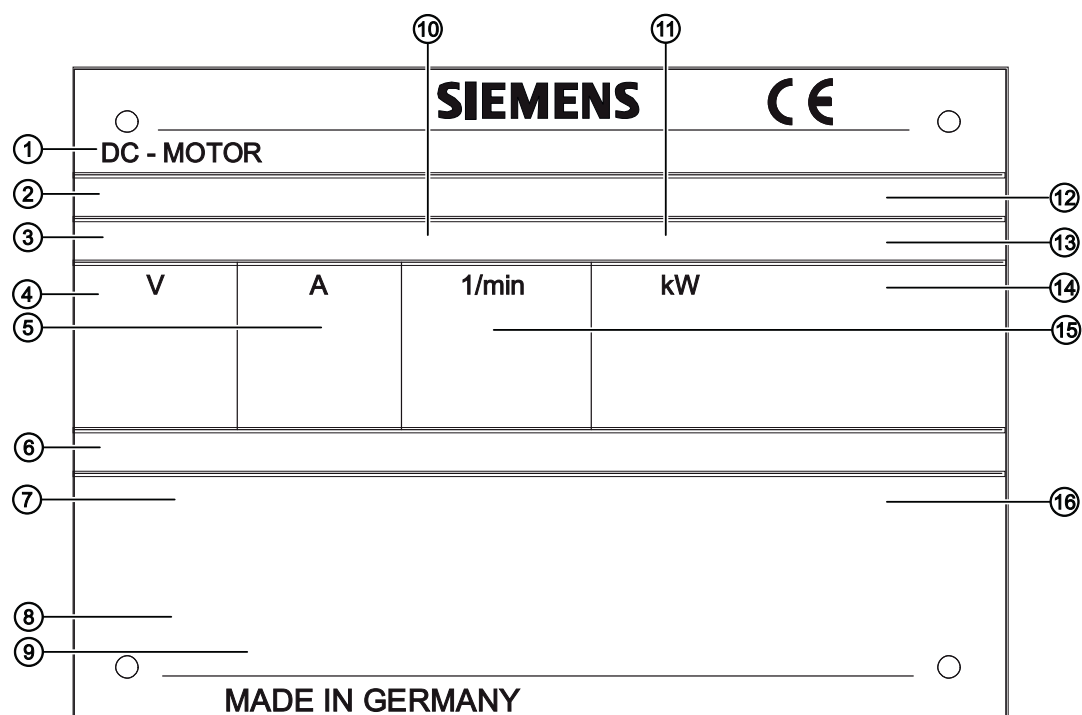 ⑩ ⑪
SIEMENS CE
① DC - MOTOR
②
⑫
③
⑬
④ V A 1/min kW ⑭
⑤ ⑮
⑥
⑦ ⑯
⑧
⑨
MADE IN GERMANY